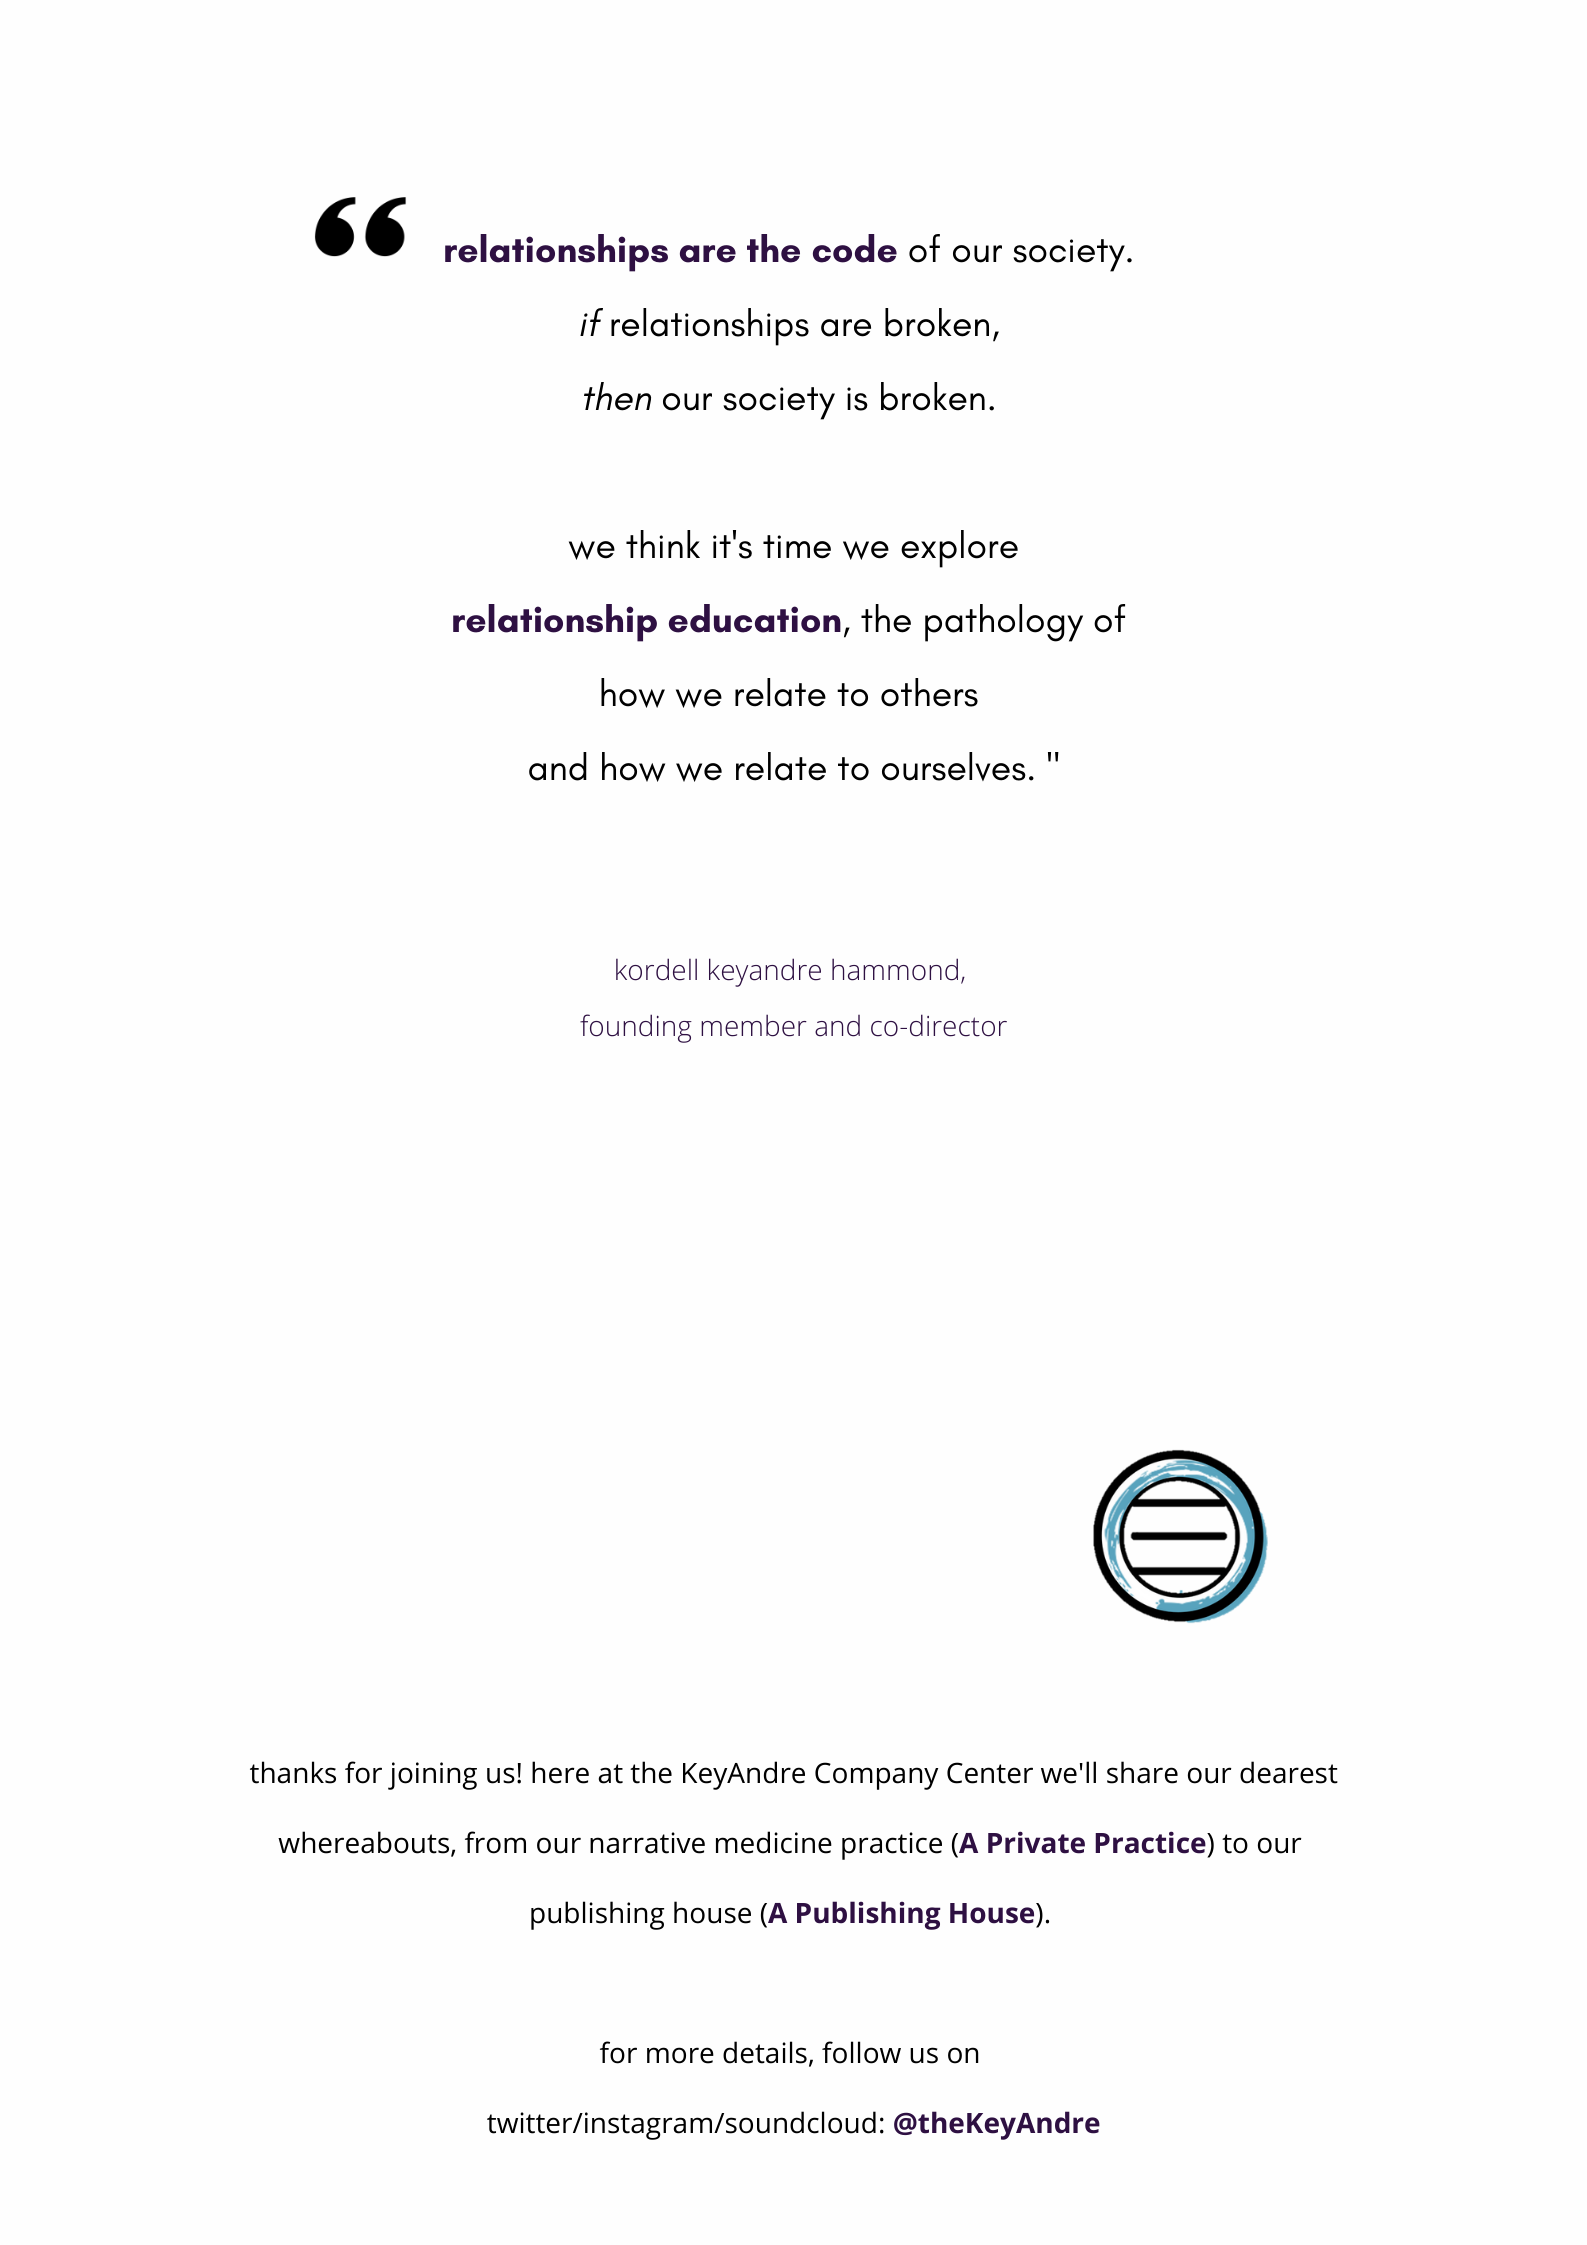 “ relationships are the code of our society.
if relationships are broken,
then our society is broken.
we think it's time we explore
relationship education, the pathology of
how we relate to others
and how we relate to ourselves. "
kordell keyandre hammond,
founding member and co-director
thanks for joining us! here at the KeyAndre Company Center we'll share our dearest
whereabouts, from our narrative medicine practice (A Private Practice) to our
publishing house (A Publishing House).
for more details, follow us on
twitter/instagram/soundcloud: @theKeyAndre